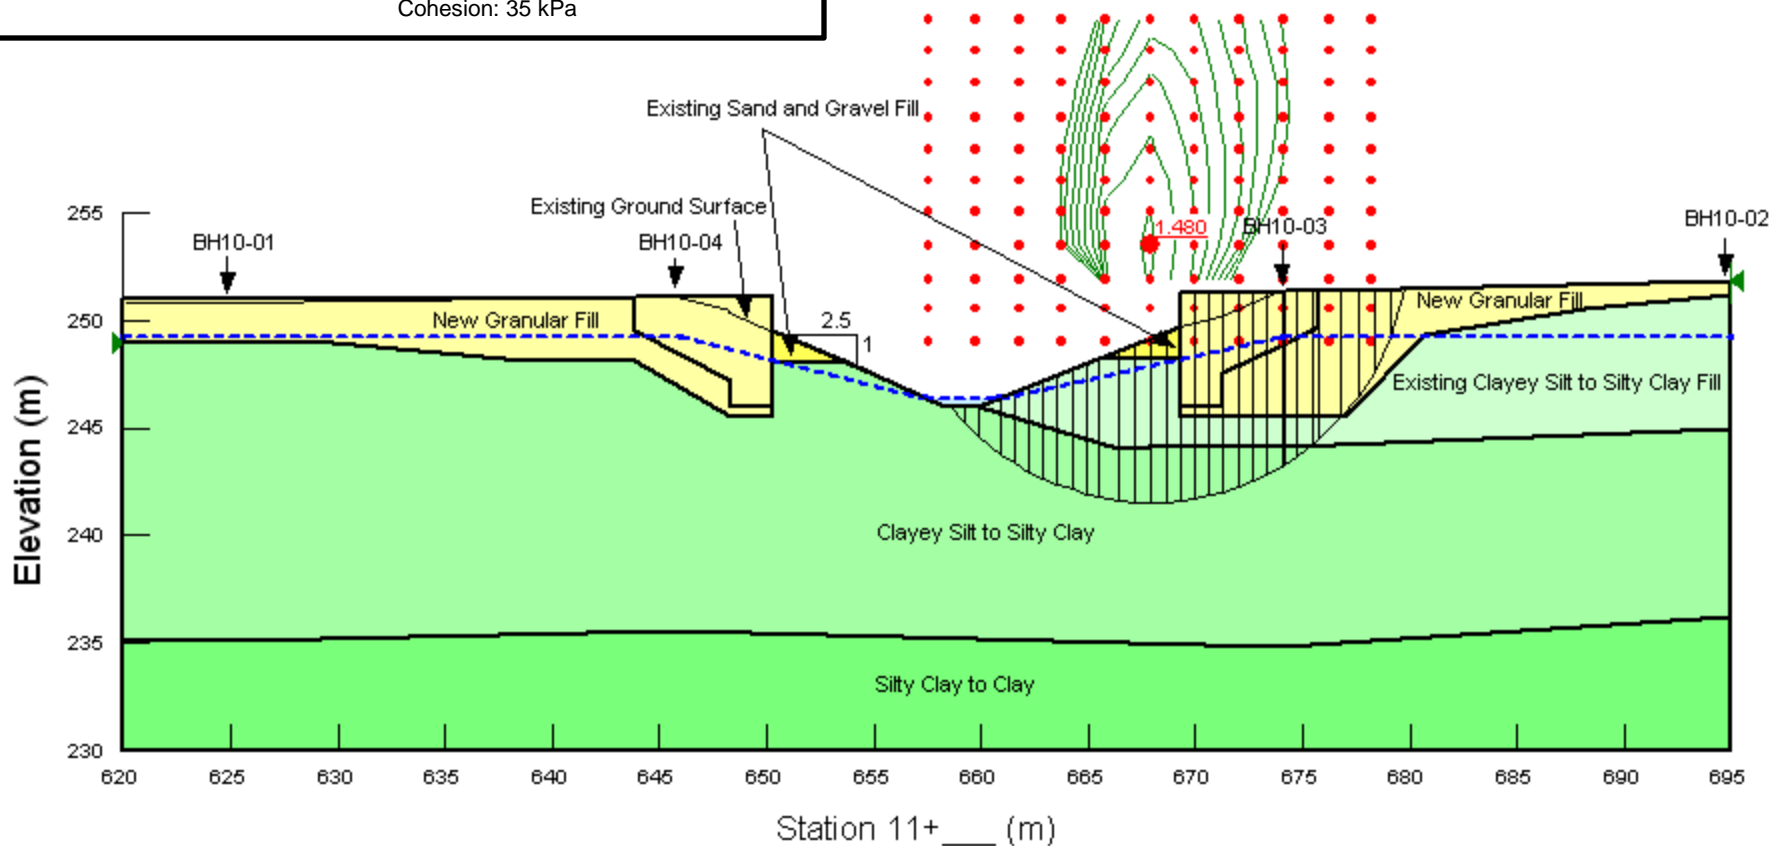 Cohesion: 35 kPa
Existing Sand and Gravel Fill
Existing Ground Surface
BH10-01
BH10-04
1.480
BH10-03
BH10-02
New Granular Fill
2.5
1
New Granular Fill
Existing Clayey Silt to Silty Clay Fill
Clayey Silt to Silty Clay
Silty Clay to Clay
Elevation (m)
255
250
245
240
235
230
620 625 630 635 640 645 650 655 660 665 670 675 680 685 690 695
Station 11+___ (m)